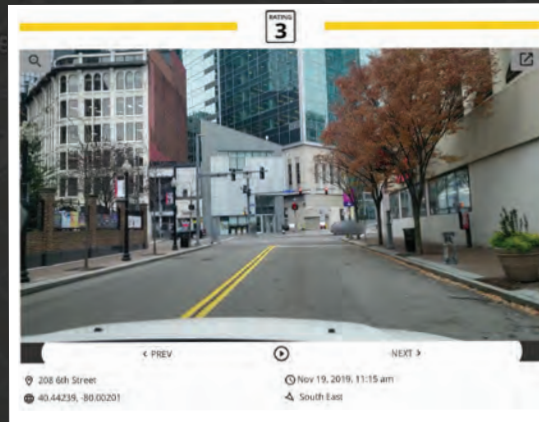 RATING
3
< PREV
NEXT >
208 6th Street
Nov 19, 2019, 11:15 am
40.44239, -80.00201
South East